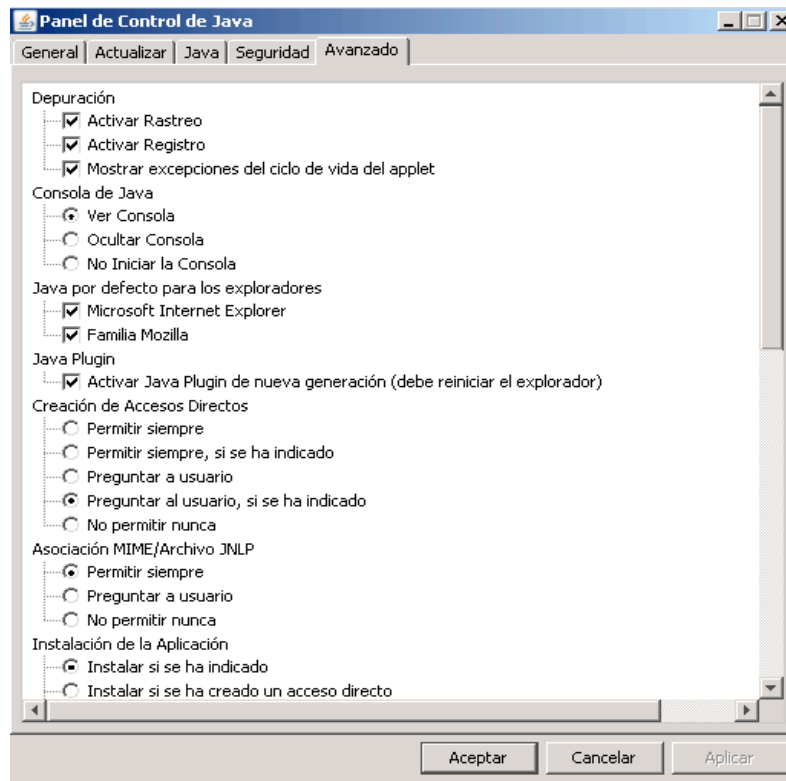 Panel de Control de Java
General Actualizar Java Seguridad Avanzado
Depuración
Activar Rastreo
Activar Registro
Mostrar excepciones del ciclo de vida del applet
Consola de Java
Ver Consola
Ocultar Consola
No Iniciar la Consola
Java por defecto para los exploradores
Microsoft Internet Explorer
Familia Mozilla
Java Plugin
Activar Java Plugin de nueva generación (debe reiniciar el explorador)
Creación de Accesos Directos
Permitir siempre
Permitir siempre, si se ha indicado
Preguntar a usuario
Preguntar al usuario, si se ha indicado
No permitir nunca
Asociación MIME/Archivo JNLP
Permitir siempre
Preguntar a usuario
No permitir nunca
Instalación de la Aplicación
Instalar si se ha indicado
Instalar si se ha creado un acceso directo
Aceptar Cancelar Aplicar